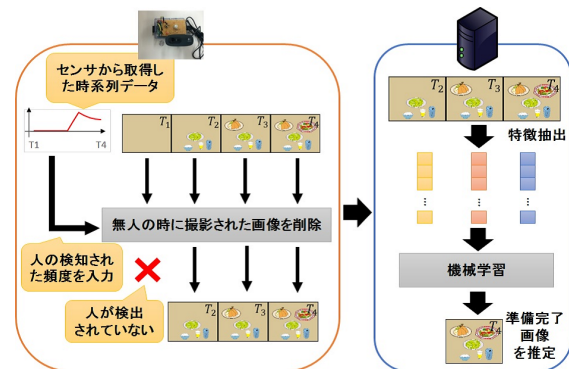 センサから取得し
た時系列データ
T1
T4
T1
T2
T3
T4
無人の時に撮影された画像を削除
人の検知され
た頻度を入力
人が検出
されていない
T2
T3
T4
T2
T3
T4
特徴抽出
...
...
...
機械学習
T4
準備完了
画像
を推定